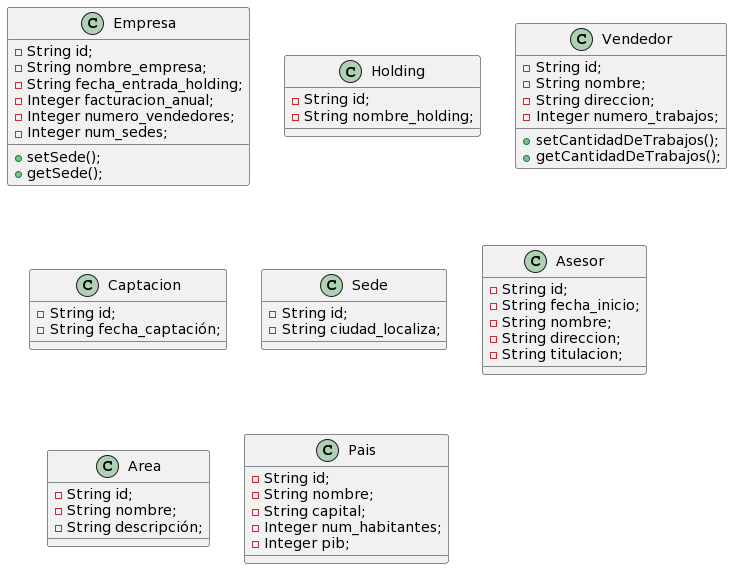 C Empresa
String id;
String nombre_empresa;
String fecha_entrada_holding;
Integer facturacion_anual;
Integer numero_vendedores;
Integer num_sedes;
setSede();
getSede();
C Holding
String id;
String nombre_holding;
C Vendedor
String id;
String nombre;
String direccion;
Integer numero_trabajos;
setCantidadDeTrabajos();
getCantidadDeTrabajos();
C Captacion
String id;
String fecha_captación;
C Sede
String id;
String ciudad_localiza;
C Asesor
String id;
String fecha_inicio;
String nombre;
String direccion;
String titulacion;
C Area
String id;
String nombre;
String descripción;
C Pais
String id;
String nombre;
String capital;
Integer num_habitantes;
Integer pib;